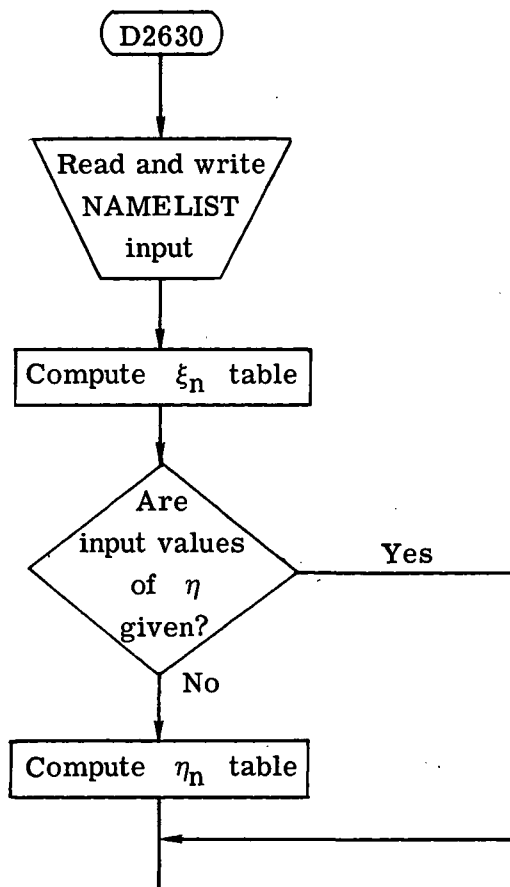 D2630
Read and write
NAMELIST
input
Compute ξn table
Are
input values
of η
given?
Yes
No
Compute ηn table